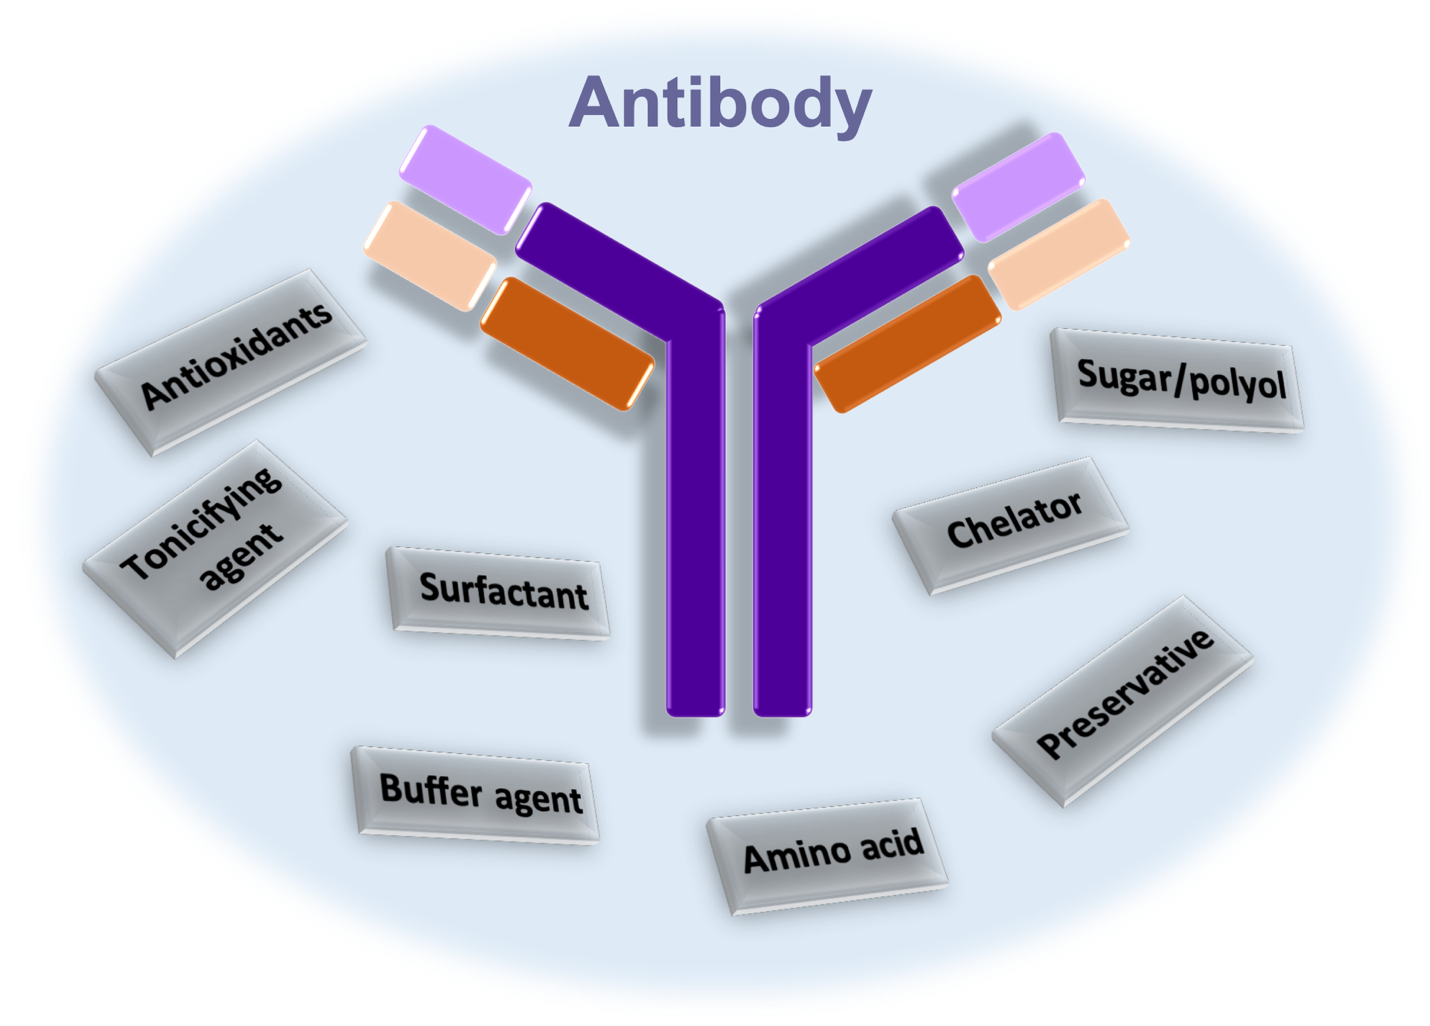 Antibody
Antioxidants
Sugar/polyol
Tonicifying
agent
Chelator
Surfactant
Preservative
Buffer agent
Amino acid